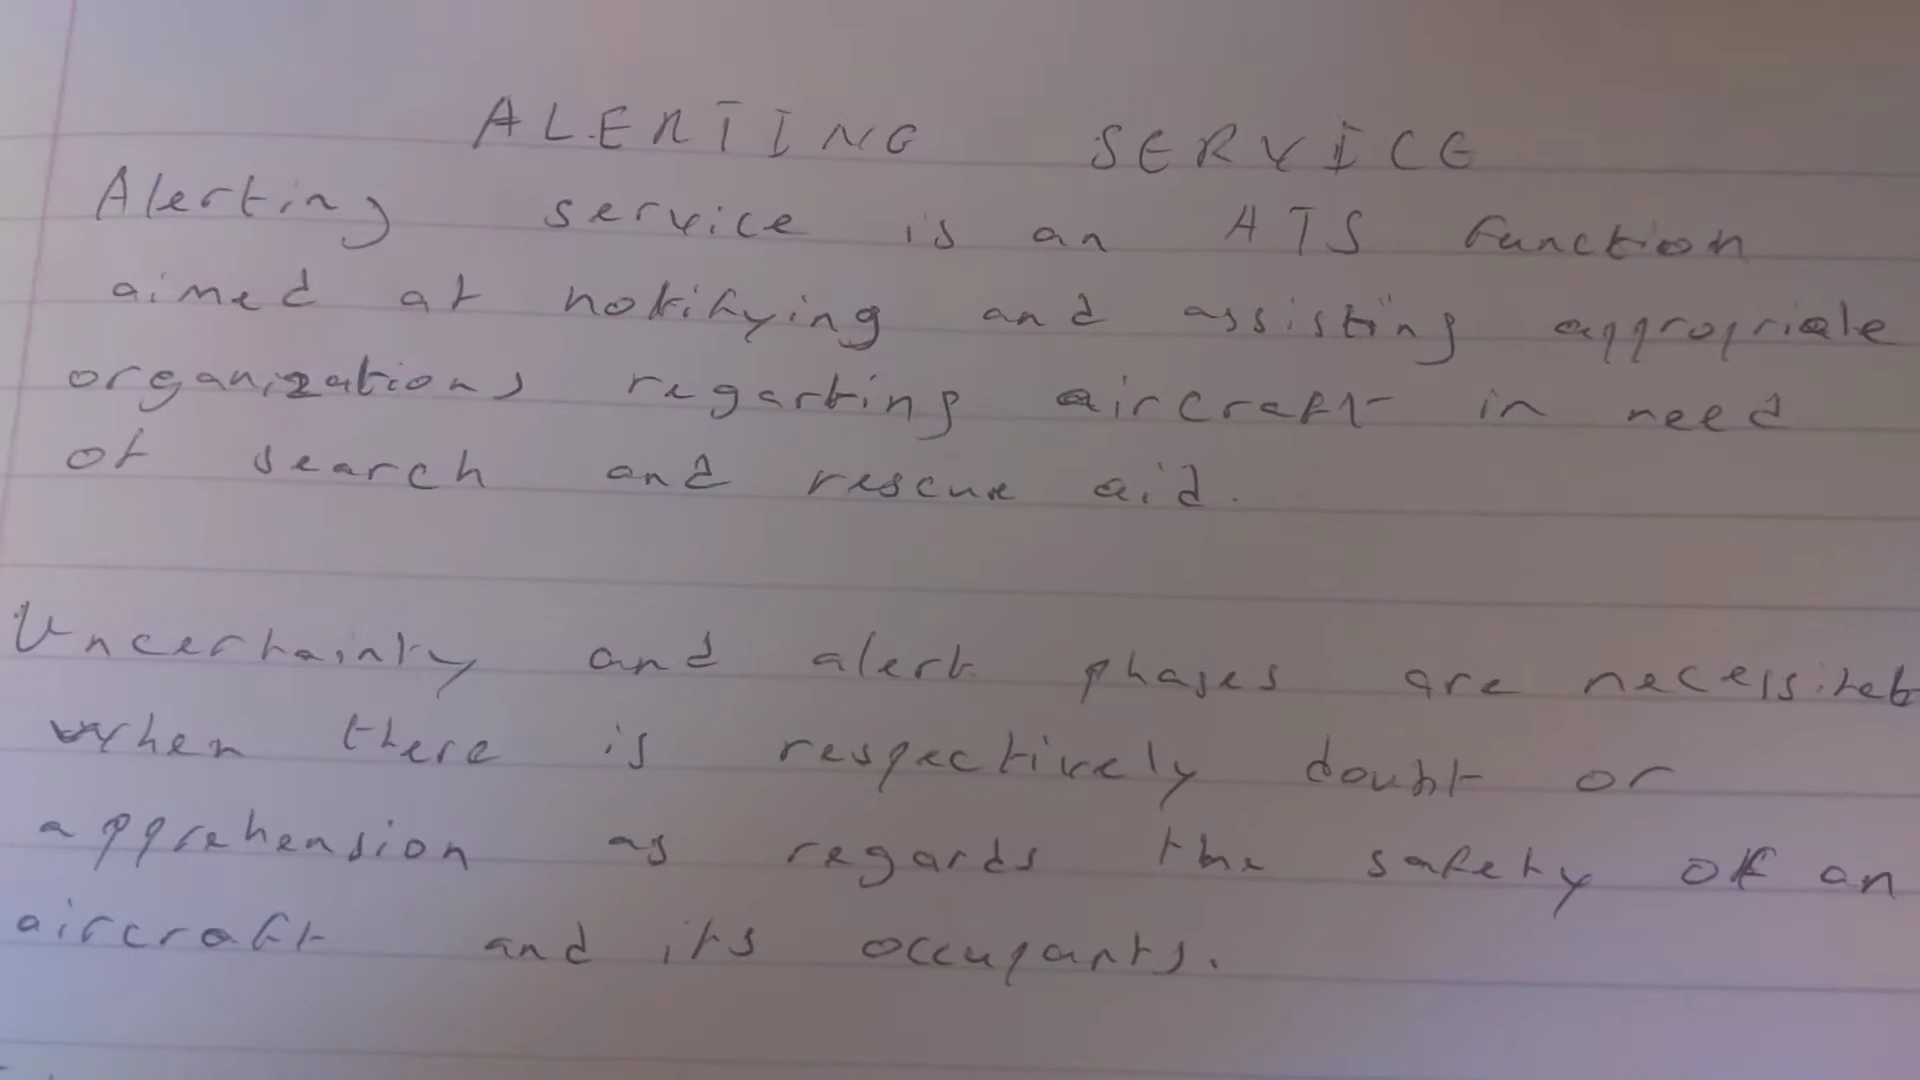 ALERTING SERVICE
Alerting service is an ATS function
aimed at notifying and assisting appropriate
organizations regarding aircraft in need
of search and rescue aid.
Uncertainty and alert phases are necessitat
when there is respectively doubt or
apprehension as regards the safety of an
aircraft and its occupants.